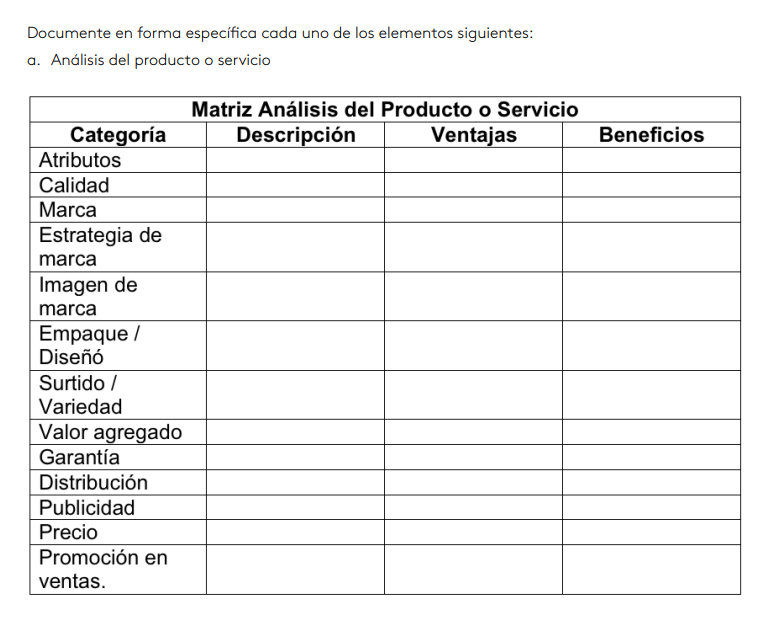 Documente en forma específica cada uno de los elementos siguientes:
a. Análisis del producto o servicio
Matriz Análisis del Producto o Servicio
Categoría Descripción Ventajas Beneficios
Atributos
Calidad
Marca
Estrategia de
marca
Imagen de
marca
Empaque /
Diseñó
Surtido /
Variedad
Valor agregado
Garantía
Distribución
Publicidad
Precio
Promoción en
ventas.